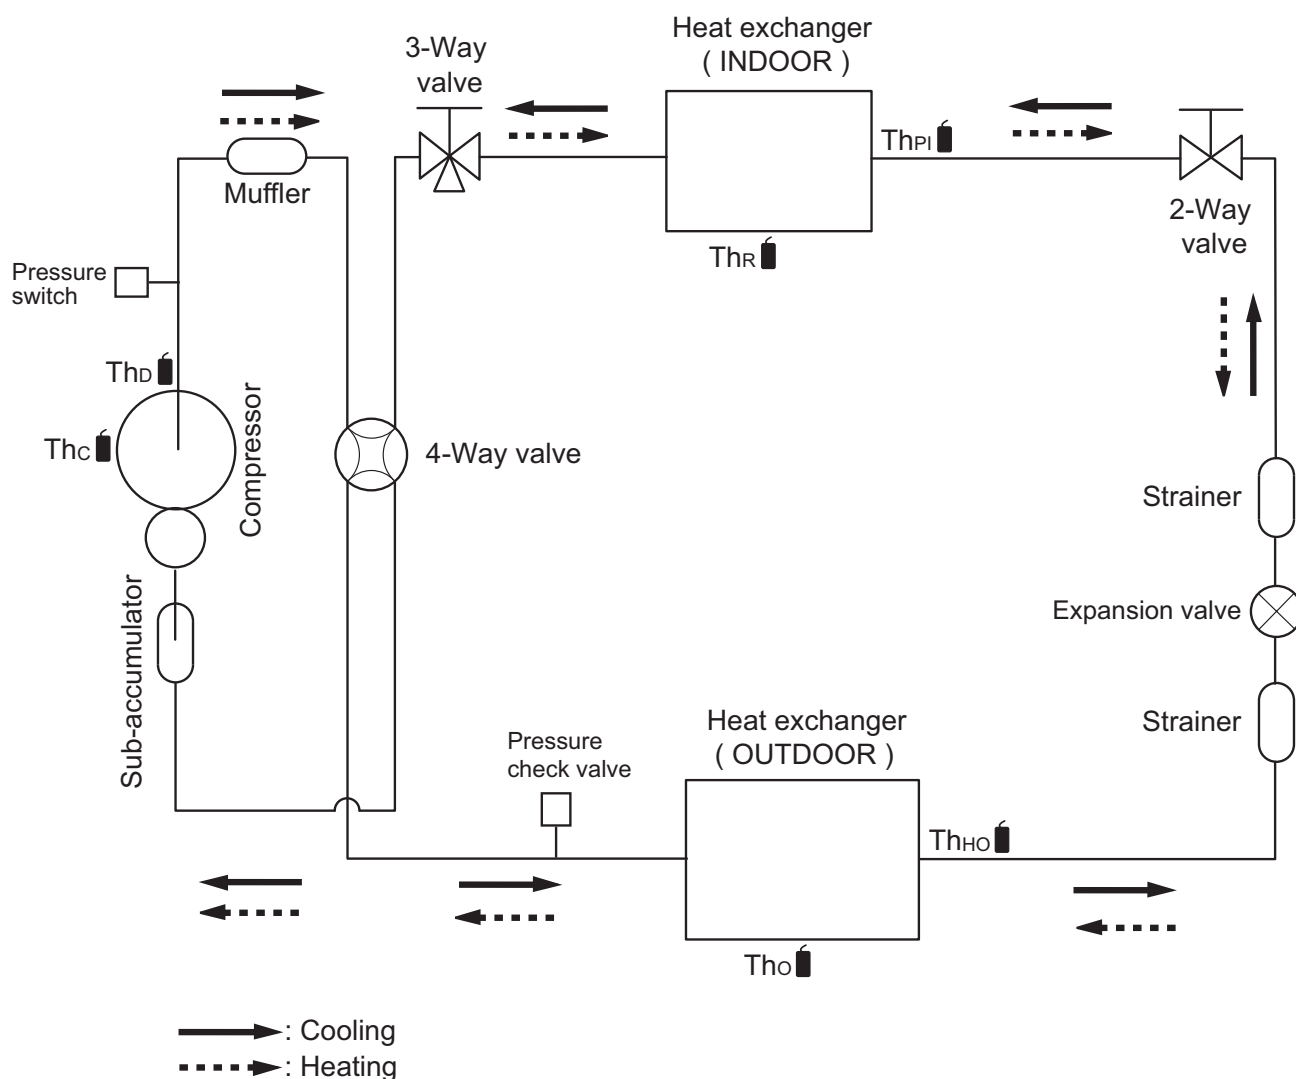 Heat exchanger
( INDOOR )
3-Way
valve
Muffler
ThPI
ThR
2-Way
valve
Pressure
switch
ThD
ThC
Compressor
4-Way valve
Strainer
Expansion valve
Sub-accumulator
Strainer
Heat exchanger
( OUTDOOR )
Pressure
check valve
ThHO
ThO
: Cooling
: Heating